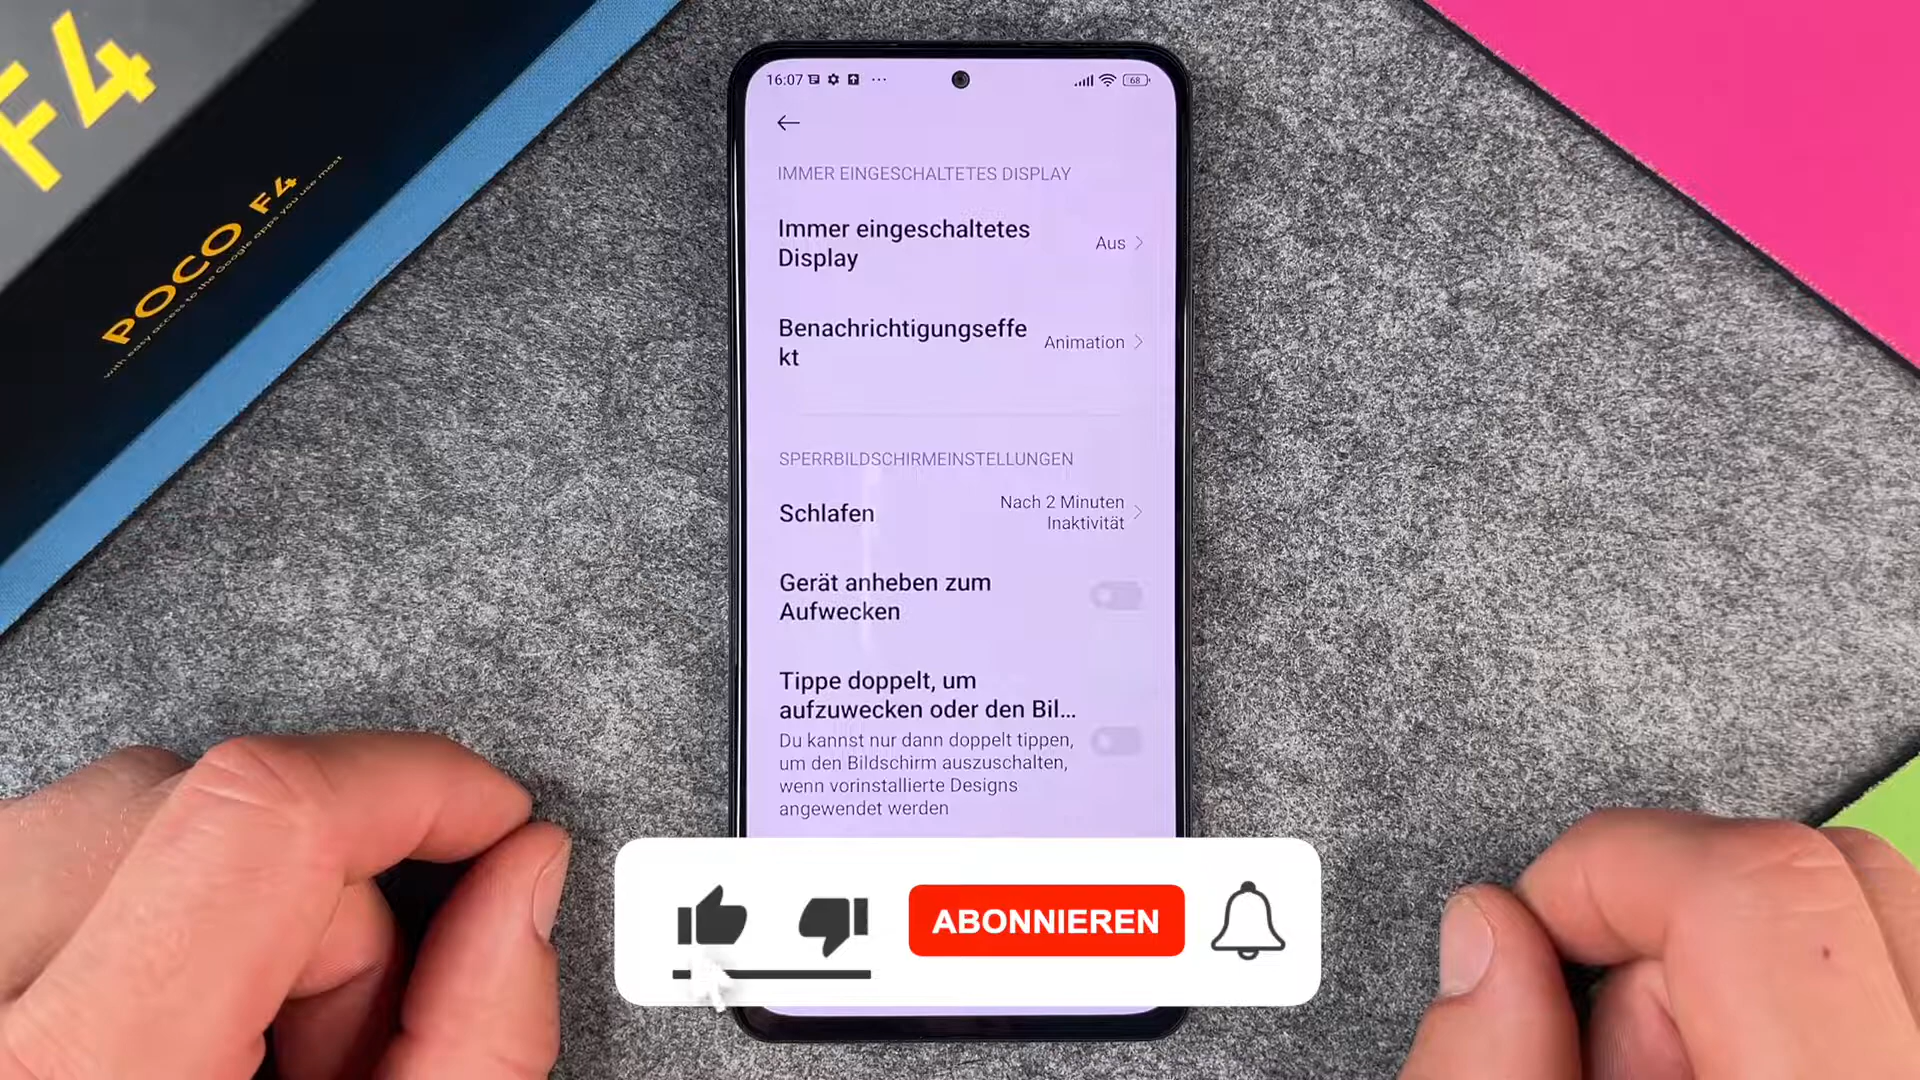 F4
POCO F4
with easy access to the Google apps you use most
16:07
68
IMMER EINGESCHALTETES DISPLAY
Immer eingeschaltetes
Display
Aus
Benachrichtigungseffe
kt
Animation
SPERRBILDSCHIRMEINSTELLUNGEN
Schlafen
Nach 2 Minuten
Inaktivität
Gerät anheben zum
Aufwecken
Tippe doppelt, um
aufzuwecken oder den Bil...
Du kannst nur dann doppelt tippen,
um den Bildschirm auszuschalten,
wenn vorinstallierte Designs
angewendet werden
ABONNIEREN